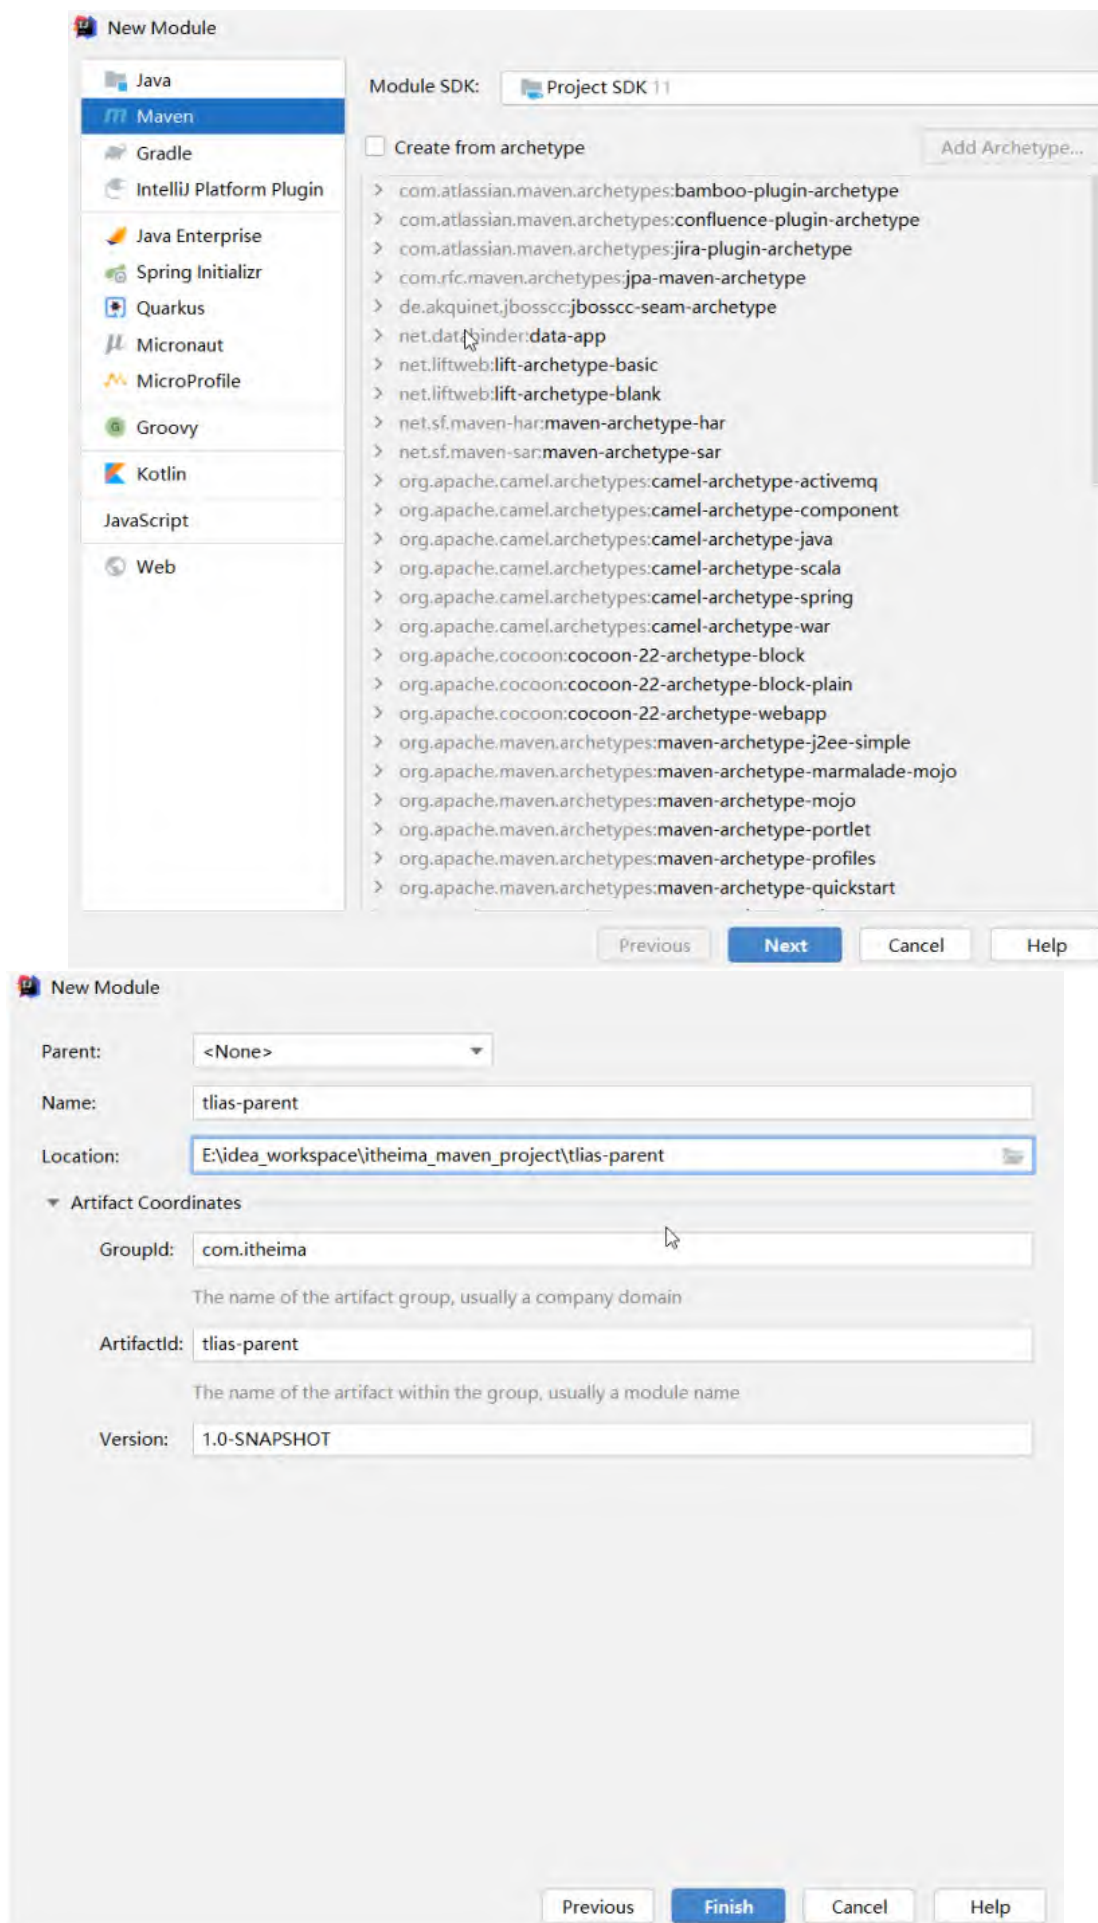 New Module
Java
Maven
Gradle
IntelliJ Platform Plugin
Java Enterprise
Spring Initializr
Quarkus
Micronaut
MicroProfile
Groovy
Kotlin
JavaScript
Web
Module SDK: Project SDK 11
Create from archetype Add Archetype...
com.atlassian.maven.archetypes:bamboo-plugin-archetype
com.atlassian.maven.archetypes:confluence-plugin-archetype
com.atlassian.maven.archetypes:jira-plugin-archetype
com.rfc.maven.archetypes:jpa-maven-archetype
de.akquinet.jbosscc:jbosscc-seam-archetype
net.databinder:data-app
net.liftweb:lift-archetype-basic
net.liftweb:lift-archetype-blank
net.sf.maven-har:maven-archetype-har
net.sf.maven-sar:maven-archetype-sar
org.apache.camel.archetypes:camel-archetype-activemq
org.apache.camel.archetypes:camel-archetype-component
org.apache.camel.archetypes:camel-archetype-java
org.apache.camel.archetypes:camel-archetype-scala
org.apache.camel.archetypes:camel-archetype-spring
org.apache.camel.archetypes:camel-archetype-war
org.apache.cocoon:cocoon-22-archetype-block
org.apache.cocoon:cocoon-22-archetype-block-plain
org.apache.cocoon:cocoon-22-archetype-webapp
org.apache.maven.archetypes:maven-archetype-j2ee-simple
org.apache.maven.archetypes:maven-archetype-marmalade-mojo
org.apache.maven.archetypes:maven-archetype-mojo
org.apache.maven.archetypes:maven-archetype-portlet
org.apache.maven.archetypes:maven-archetype-profiles
org.apache.maven.archetypes:maven-archetype-quickstart
Previous Next Cancel Help
New Module
Parent: <None>
Name: tlias-parent
Location: E:\idea_workspace\itheima_maven_project\tlias-parent
Artifact Coordinates
GroupId: com.itheima
The name of the artifact group, usually a company domain
ArtifactId: tlias-parent
The name of the artifact within the group, usually a module name
Version: 1.0-SNAPSHOT
Previous Finish Cancel Help